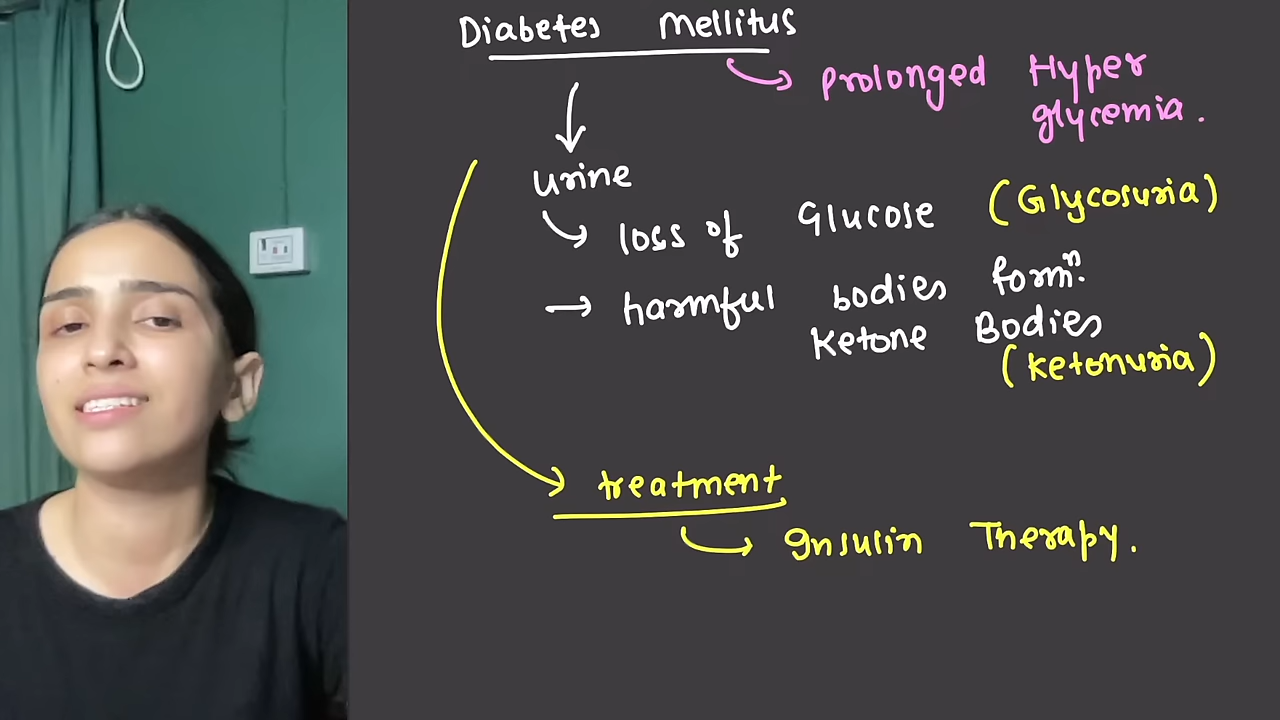 Diabetes Mellitus
Prolonged Hyper
glycemia.
Urine
loss of Glucose (Glycosuria)
harmful bodies formⁿ.
Ketone Bodies
(Ketonuria)
treatment
Insulin Therapy.